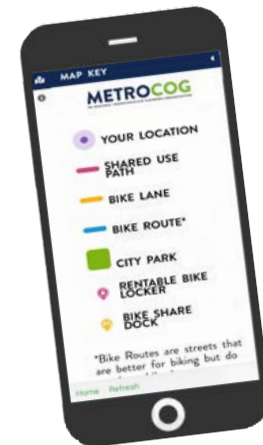 MAP KEY
METROCOG
YOUR LOCATION
SHARED USE
PATH
BIKE LANE
BIKE ROUTE*
CITY PARK
RENTABLE BIKE
LOCKER
BIKE SHARE
DOCK
*Bike Routes are streets that
are better for biking but do
Home Refresh